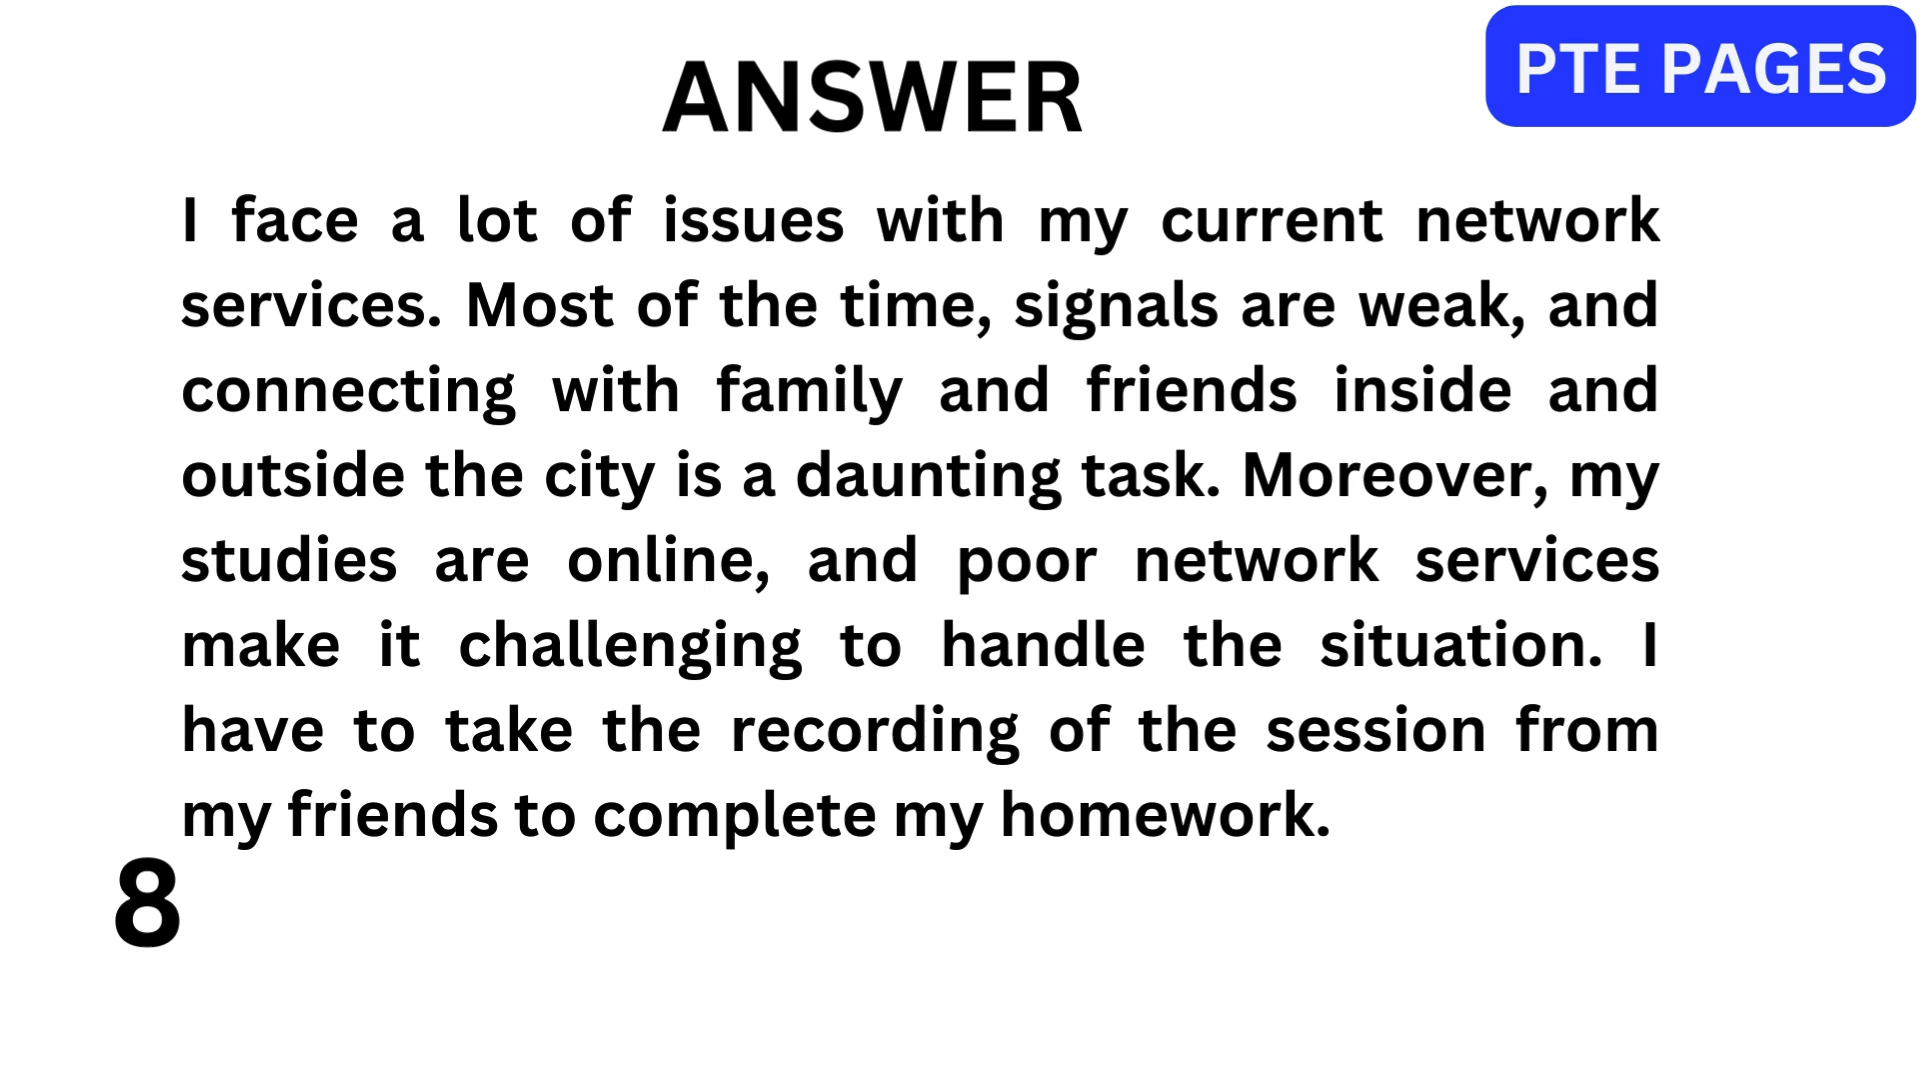 PTE PAGES
ANSWER
I face a lot of issues with my current network
services. Most of the time, signals are weak, and
connecting with family and friends inside and
outside the city is a daunting task. Moreover, my
studies are online, and poor network services
make it challenging to handle the situation. I
have to take the recording of the session from
my friends to complete my homework.
8